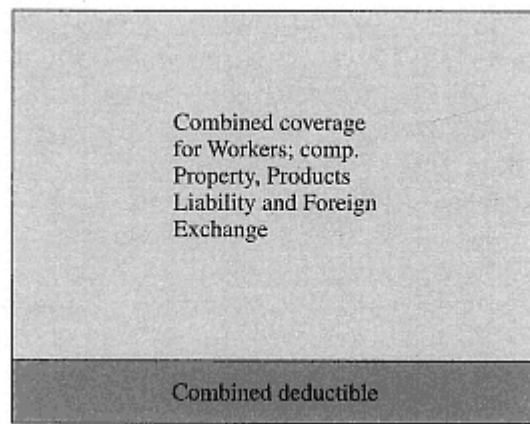 Combined coverage
for Workers; comp.
Property, Products
Liability and Foreign
Exchange
Combined deductible